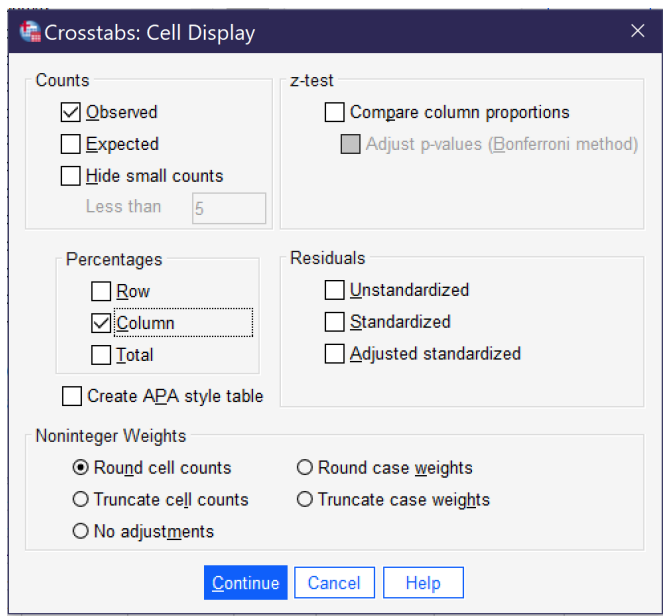 Crosstabs: Cell Display
Counts
Observed
Expected
Hide small counts
Less than 5
z-test
Compare column proportions
Adjust p-values (Bonferroni method)
Percentages
Row
Column
Total
Create APA style table
Residuals
Unstandardized
Standardized
Adjusted standardized
Noninteger Weights
Round cell counts
Round case weights
Truncate cell counts
Truncate case weights
No adjustments
Continue
Cancel
Help